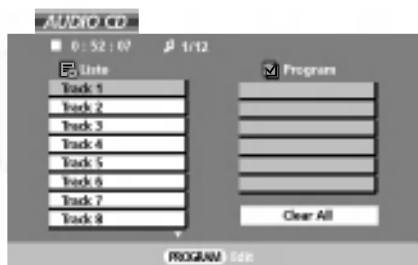 AUDIO CD
0:52:07 1/12
Liste
Program
Track 1
Track 2
Track 3
Track 4
Track 5
Track 6
Track 7
Track 8
Clear All
PROGRAM Edit